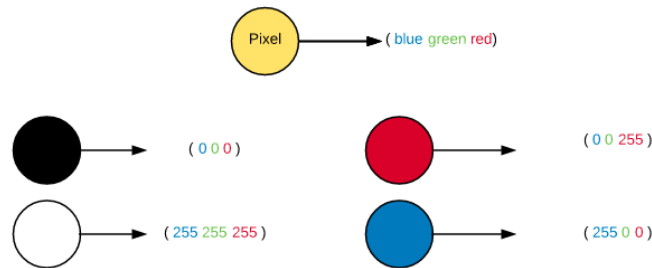 Pixel ( blue green red)
( 0 0 0 ) ( 0 0 255 )
( 255 255 255 ) ( 255 0 0 )